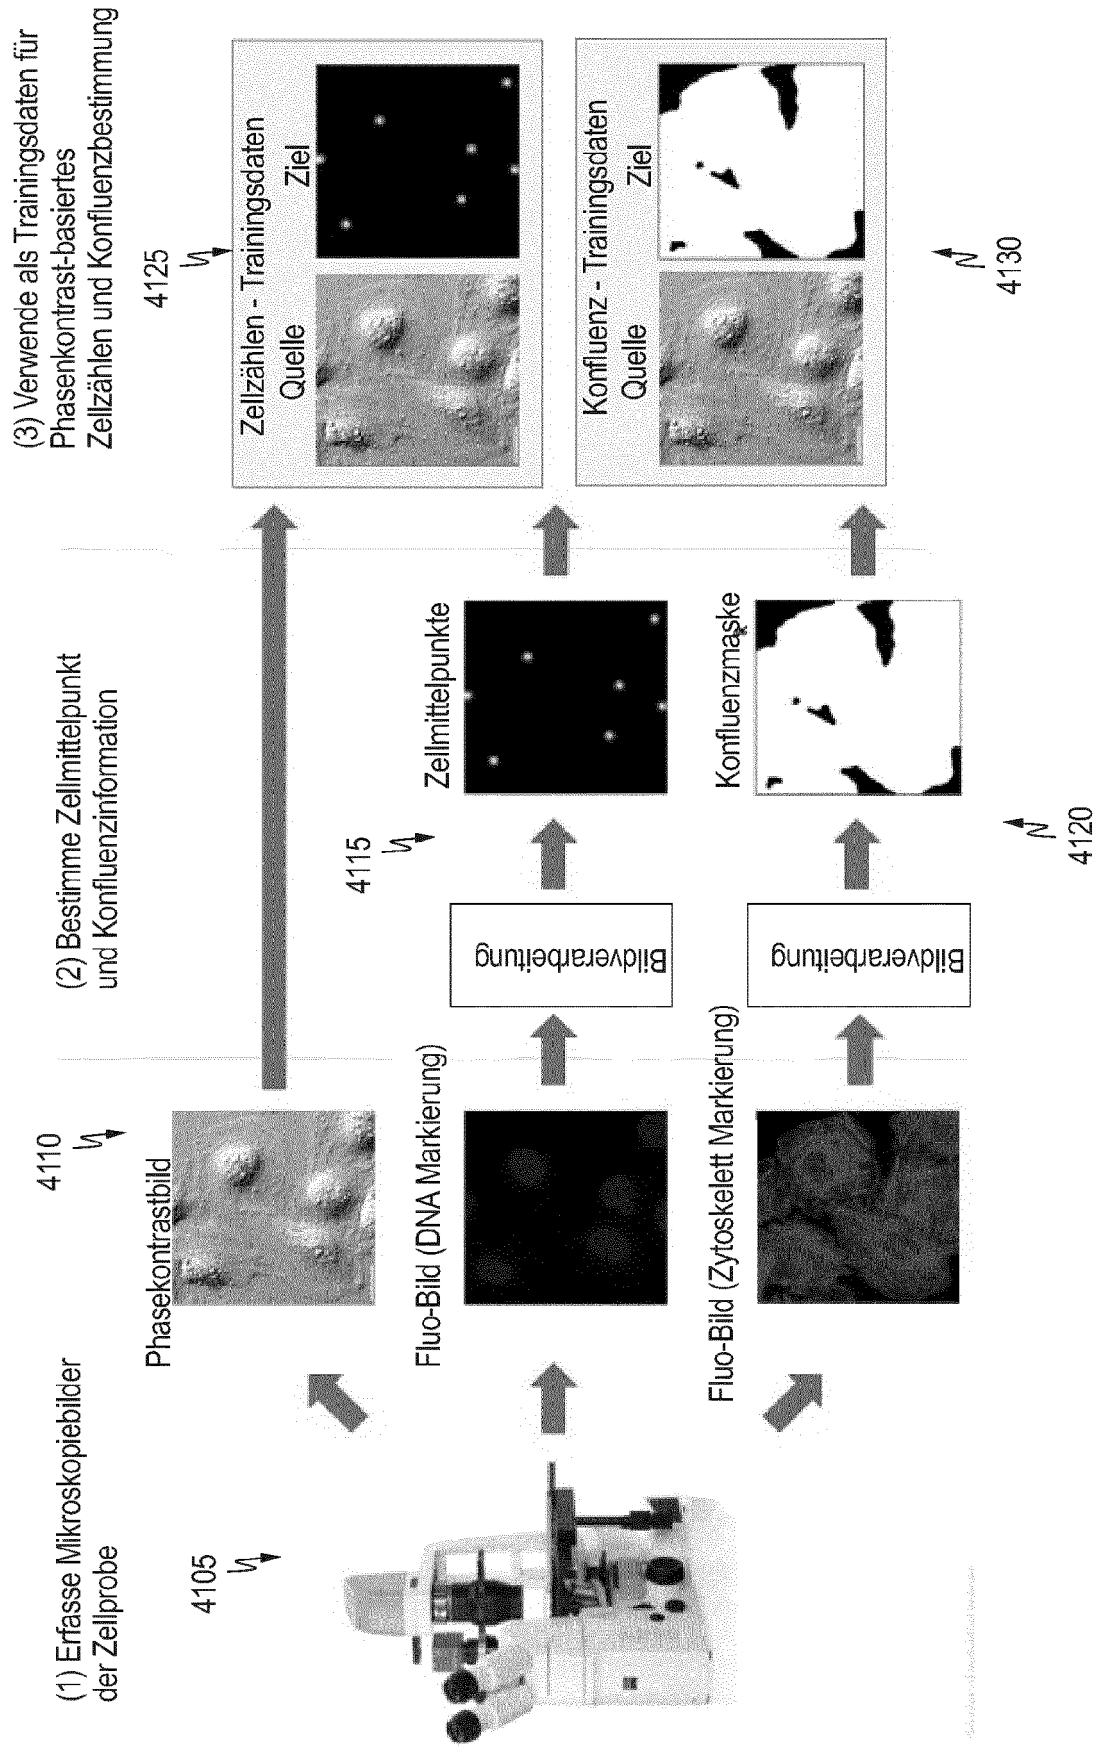 (1) Erfasse Mikroskopiebilder
der Zellprobe
4105
(2) Bestimme Zellmittelpunkt
und Konfluenzinformation
(3) Verwende als Trainingsdaten für
Phasenkontrast-basiertes
Zellzählen und Konfluenzbestimmung
4110
Phasekontrastbild
Fluo-Bild (DNA Markierung)
Fluo-Bild (Zytoskelett Markierung)
Bildverarbeitung
Bildverarbeitung
4115
Zellmittelpunkte
Konfluenzmaske
4120
4125
Zellzählen - Trainingsdaten
Quelle
Ziel
Konfluenz - Trainingsdaten
Quelle
Ziel
4130